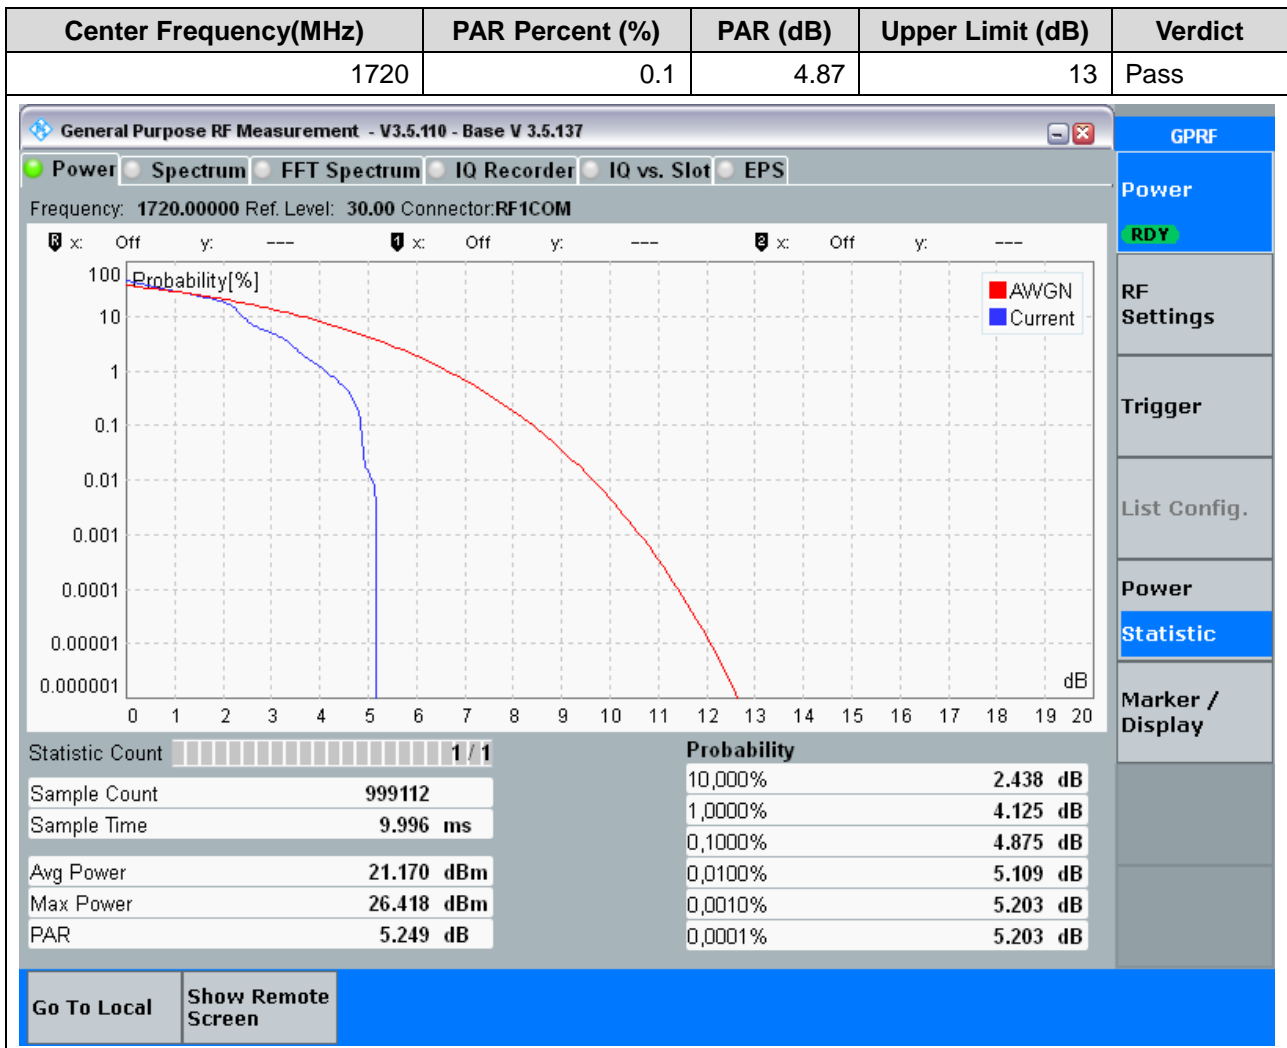 Center Frequency(MHz) PAR Percent (%) PAR (dB) Upper Limit (dB) Verdict
1720 0.1 4.87 13 Pass
General Purpose RF Measurement - V3.5.110 - Base V 3.5.137
GPRF
Power Spectrum FFT Spectrum IQ Recorder IQ vs. Slot EPS
Power
RDY
Frequency: 1720.00000 Ref. Level: 30.00 Connector:RF1COM
R x: Off y: --- 1 x: Off y: --- 2 x: Off y: ---
Probability[%]
AWGN
Current
100
10
1
0.1
0.01
0.001
0.0001
0.00001
0.000001
dB
0 1 2 3 4 5 6 7 8 9 10 11 12 13 14 15 16 17 18 19 20
RF
Settings
Trigger
List Config.
Power
Statistic
Marker /
Display
Statistic Count 1 / 1
Sample Count 999112
Sample Time 9.996 ms
Avg Power 21.170 dBm
Max Power 26.418 dBm
PAR 5.249 dB
Probability
10,000% 2.438 dB
1,0000% 4.125 dB
0,1000% 4.875 dB
0,0100% 5.109 dB
0,0010% 5.203 dB
0,0001% 5.203 dB
Go To Local
Show Remote
Screen